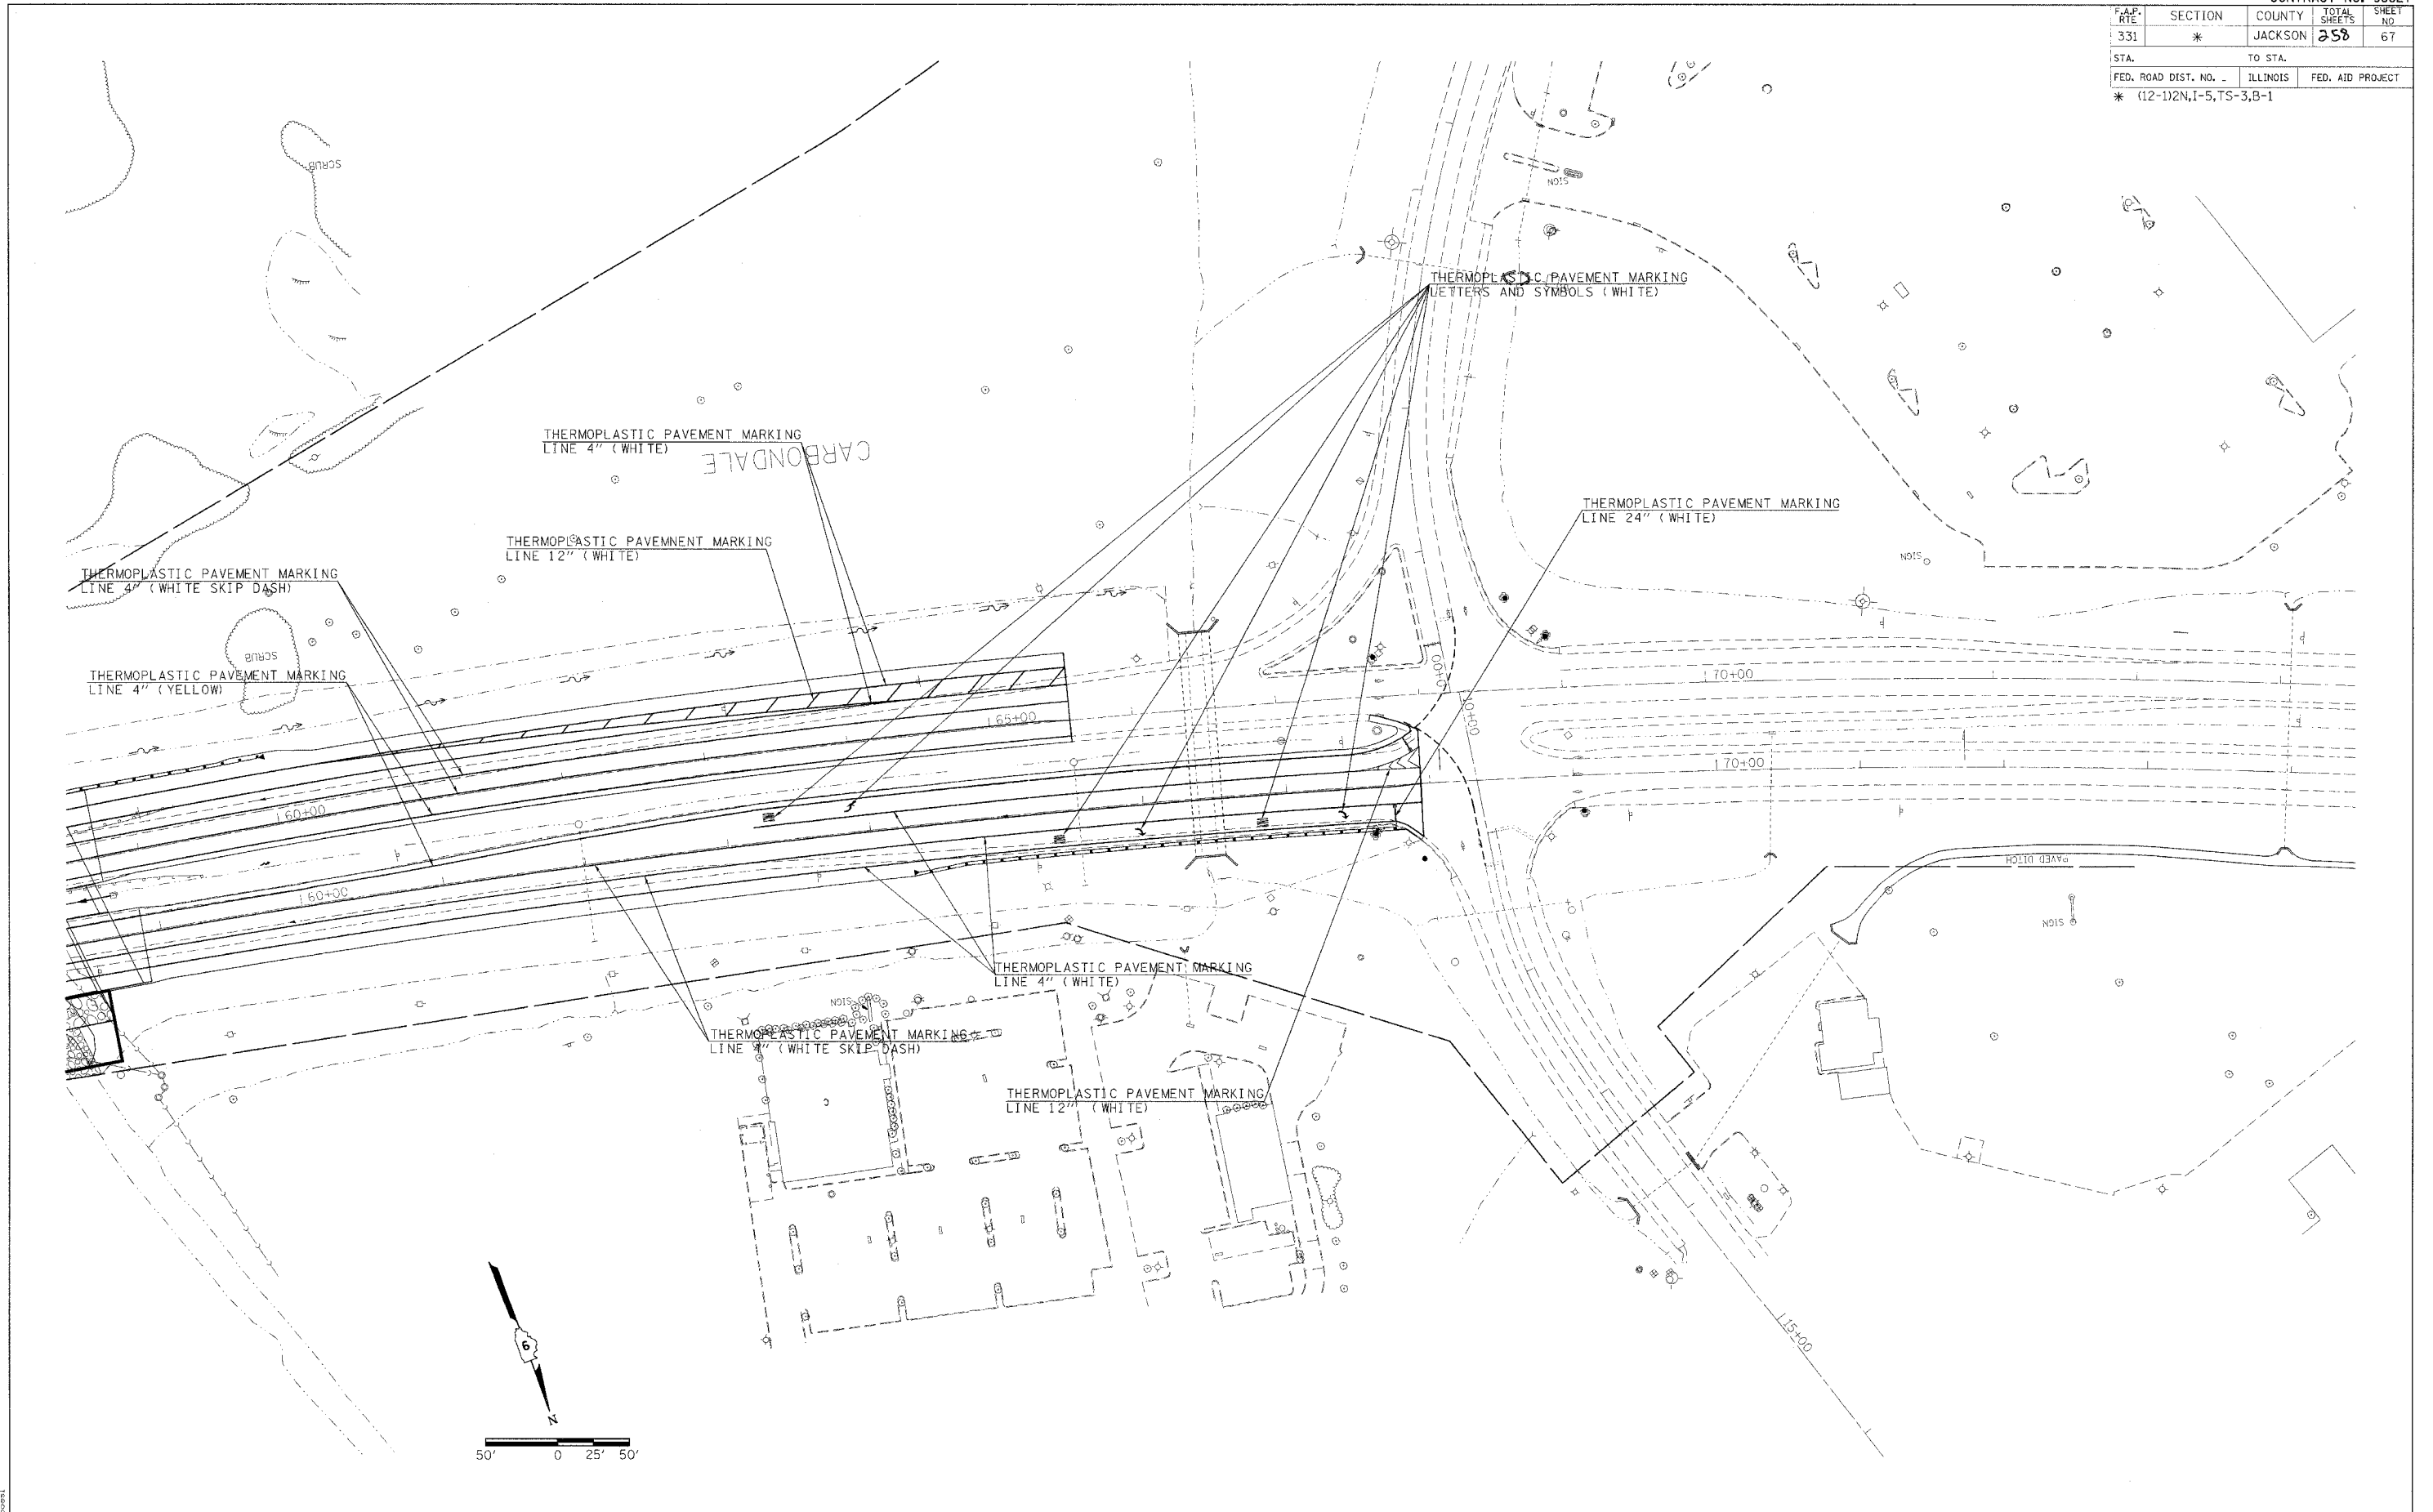 F.A.P. RTE SECTION COUNTY TOTAL SHEETS SHEET NO
331 * JACKSON 258 67
STA. TO STA.
FED. ROAD DIST. NO. - ILLINOIS FED. AID PROJECT
* (12-1)2N,I-5,TS-3,B-1
SCRUB
SIGN
THERMOPLASTIC PAVEMENT MARKING
LETTERS AND SYMBOLS (WHITE)
THERMOPLASTIC PAVEMENT MARKING
LINE 4" (WHITE)
CARBONDALE
THERMOPLASTIC PAVEMENT MARKING
LINE 24" (WHITE)
THERMOPLASTIC PAVEMNENT MARKING
LINE 12" (WHITE)
SIGN
THERMOPLASTIC PAVEMENT MARKING
LINE 4" (WHITE SKIP DASH)
SCRUB
THERMOPLASTIC PAVEMENT MARKING
LINE 4" (YELLOW)
170+00
165+00
10+00
170+00
160+00
PAVED DITCH
160+00
SIGN
THERMOPLASTIC PAVEMENT MARKING
LINE 4" (WHITE)
SIGN
THERMOPLASTIC PAVEMENT MARKING
LINE 4" (WHITE SKIP DASH)
THERMOPLASTIC PAVEMENT MARKING
LINE 12" (WHITE)
115+00
6
N
50' 0 25' 50'